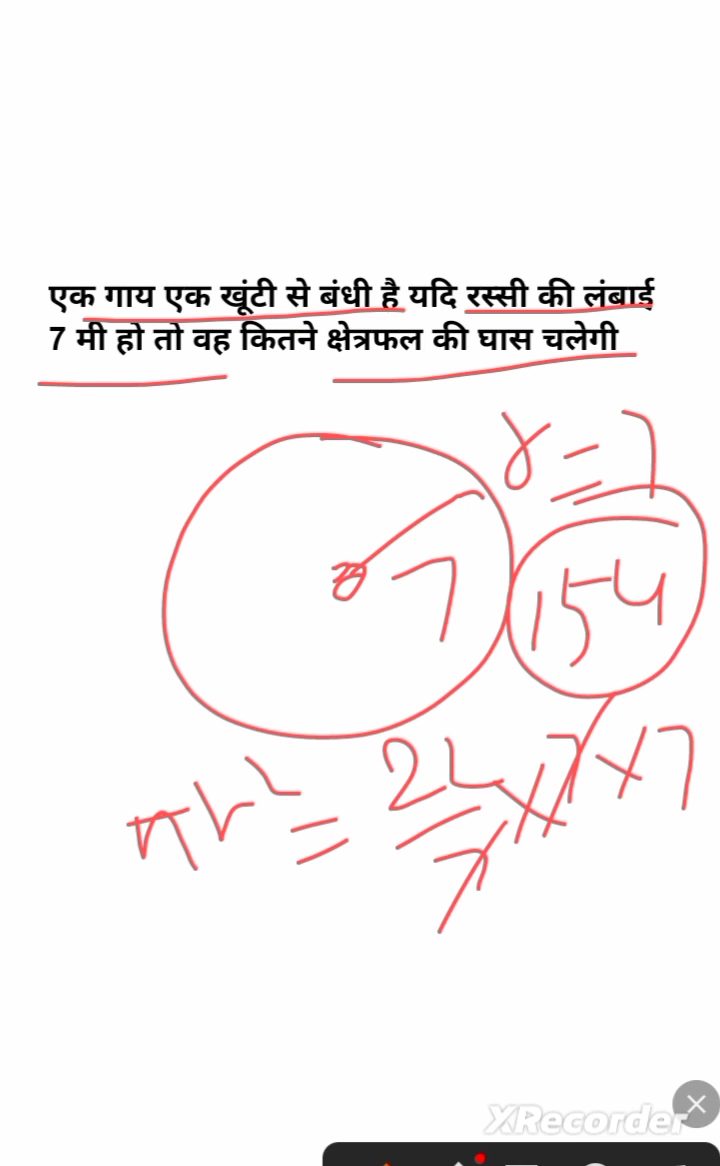 एक गाय एक खूंटी से बंधी है यदि रस्सी की लंबाई
7 मी हो तो वह कितने क्षेत्रफल की घास चलेगी
r = 7
7
154
πr² = 22/7 × 7 × 7
XRecorder